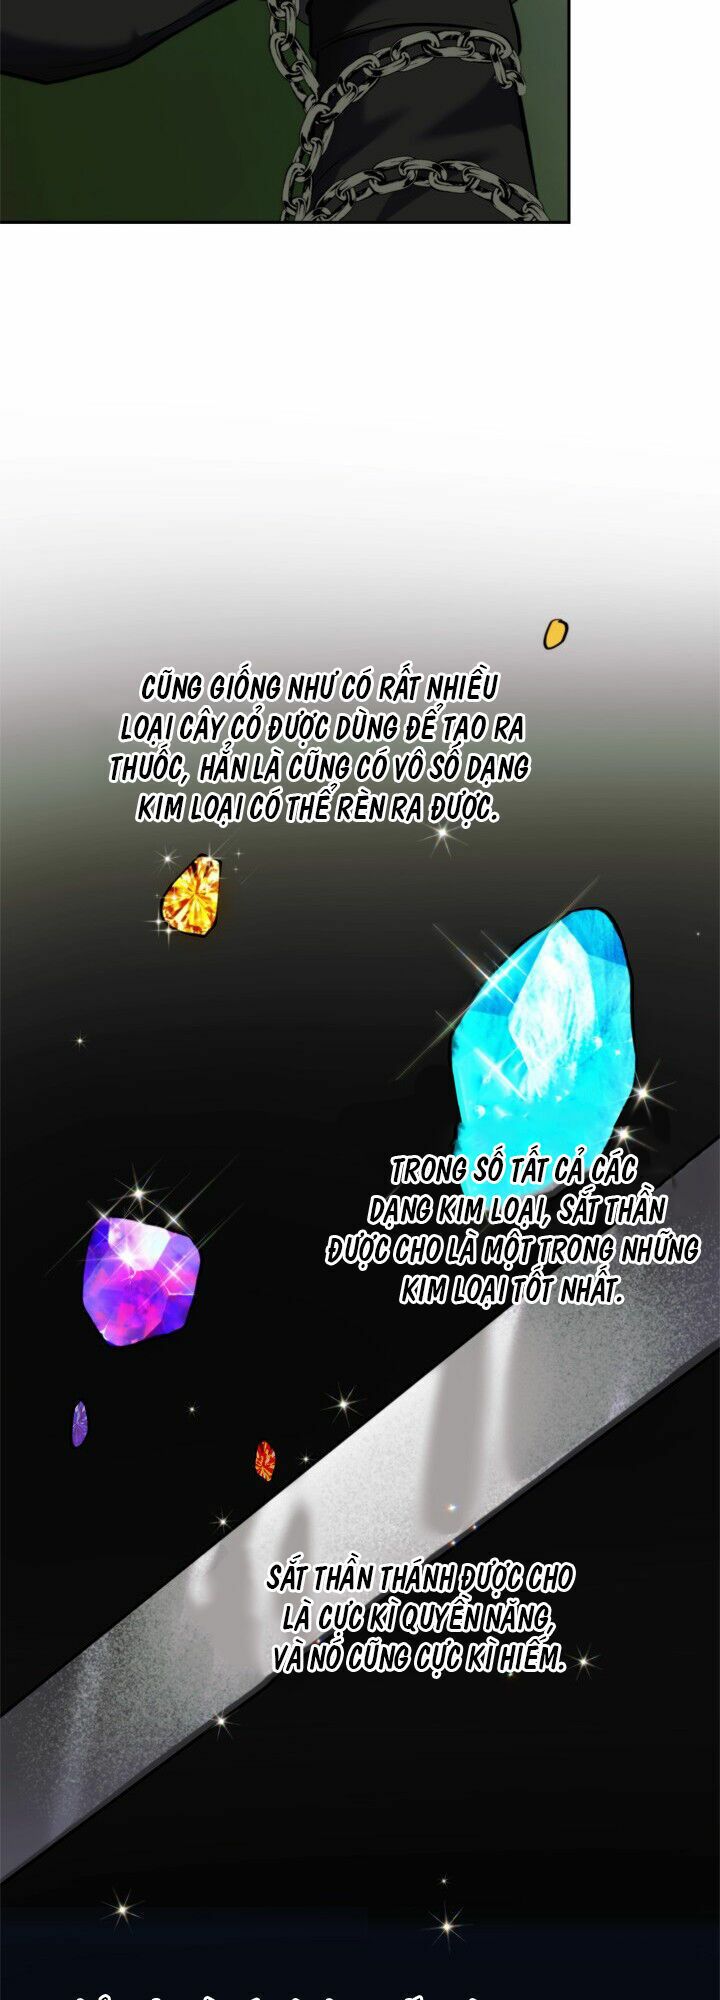 CŨNG GIỐNG NHƯ CÓ RẤT NHIỀU
LOẠI CÂY CỎ ĐƯỢC DÙNG ĐỂ TẠO RA
THUỐC, HẲN LÀ CŨNG CÓ VÔ SỐ DẠNG
KIM LOẠI CÓ THỂ RÈN RA ĐƯỢC.
TRONG SỐ TẤT CẢ CÁC
DẠNG KIM LOẠI, SẮT THẦN
ĐƯỢC CHO LÀ MỘT TRONG NHỮNG
KIM LOẠI TỐT NHẤT.
SẮT THẦN THÁNH ĐƯỢC CHO
LÀ CỰC KÌ QUYỀN NĂNG,
VÀ NÓ CŨNG CỰC KÌ HIẾM.